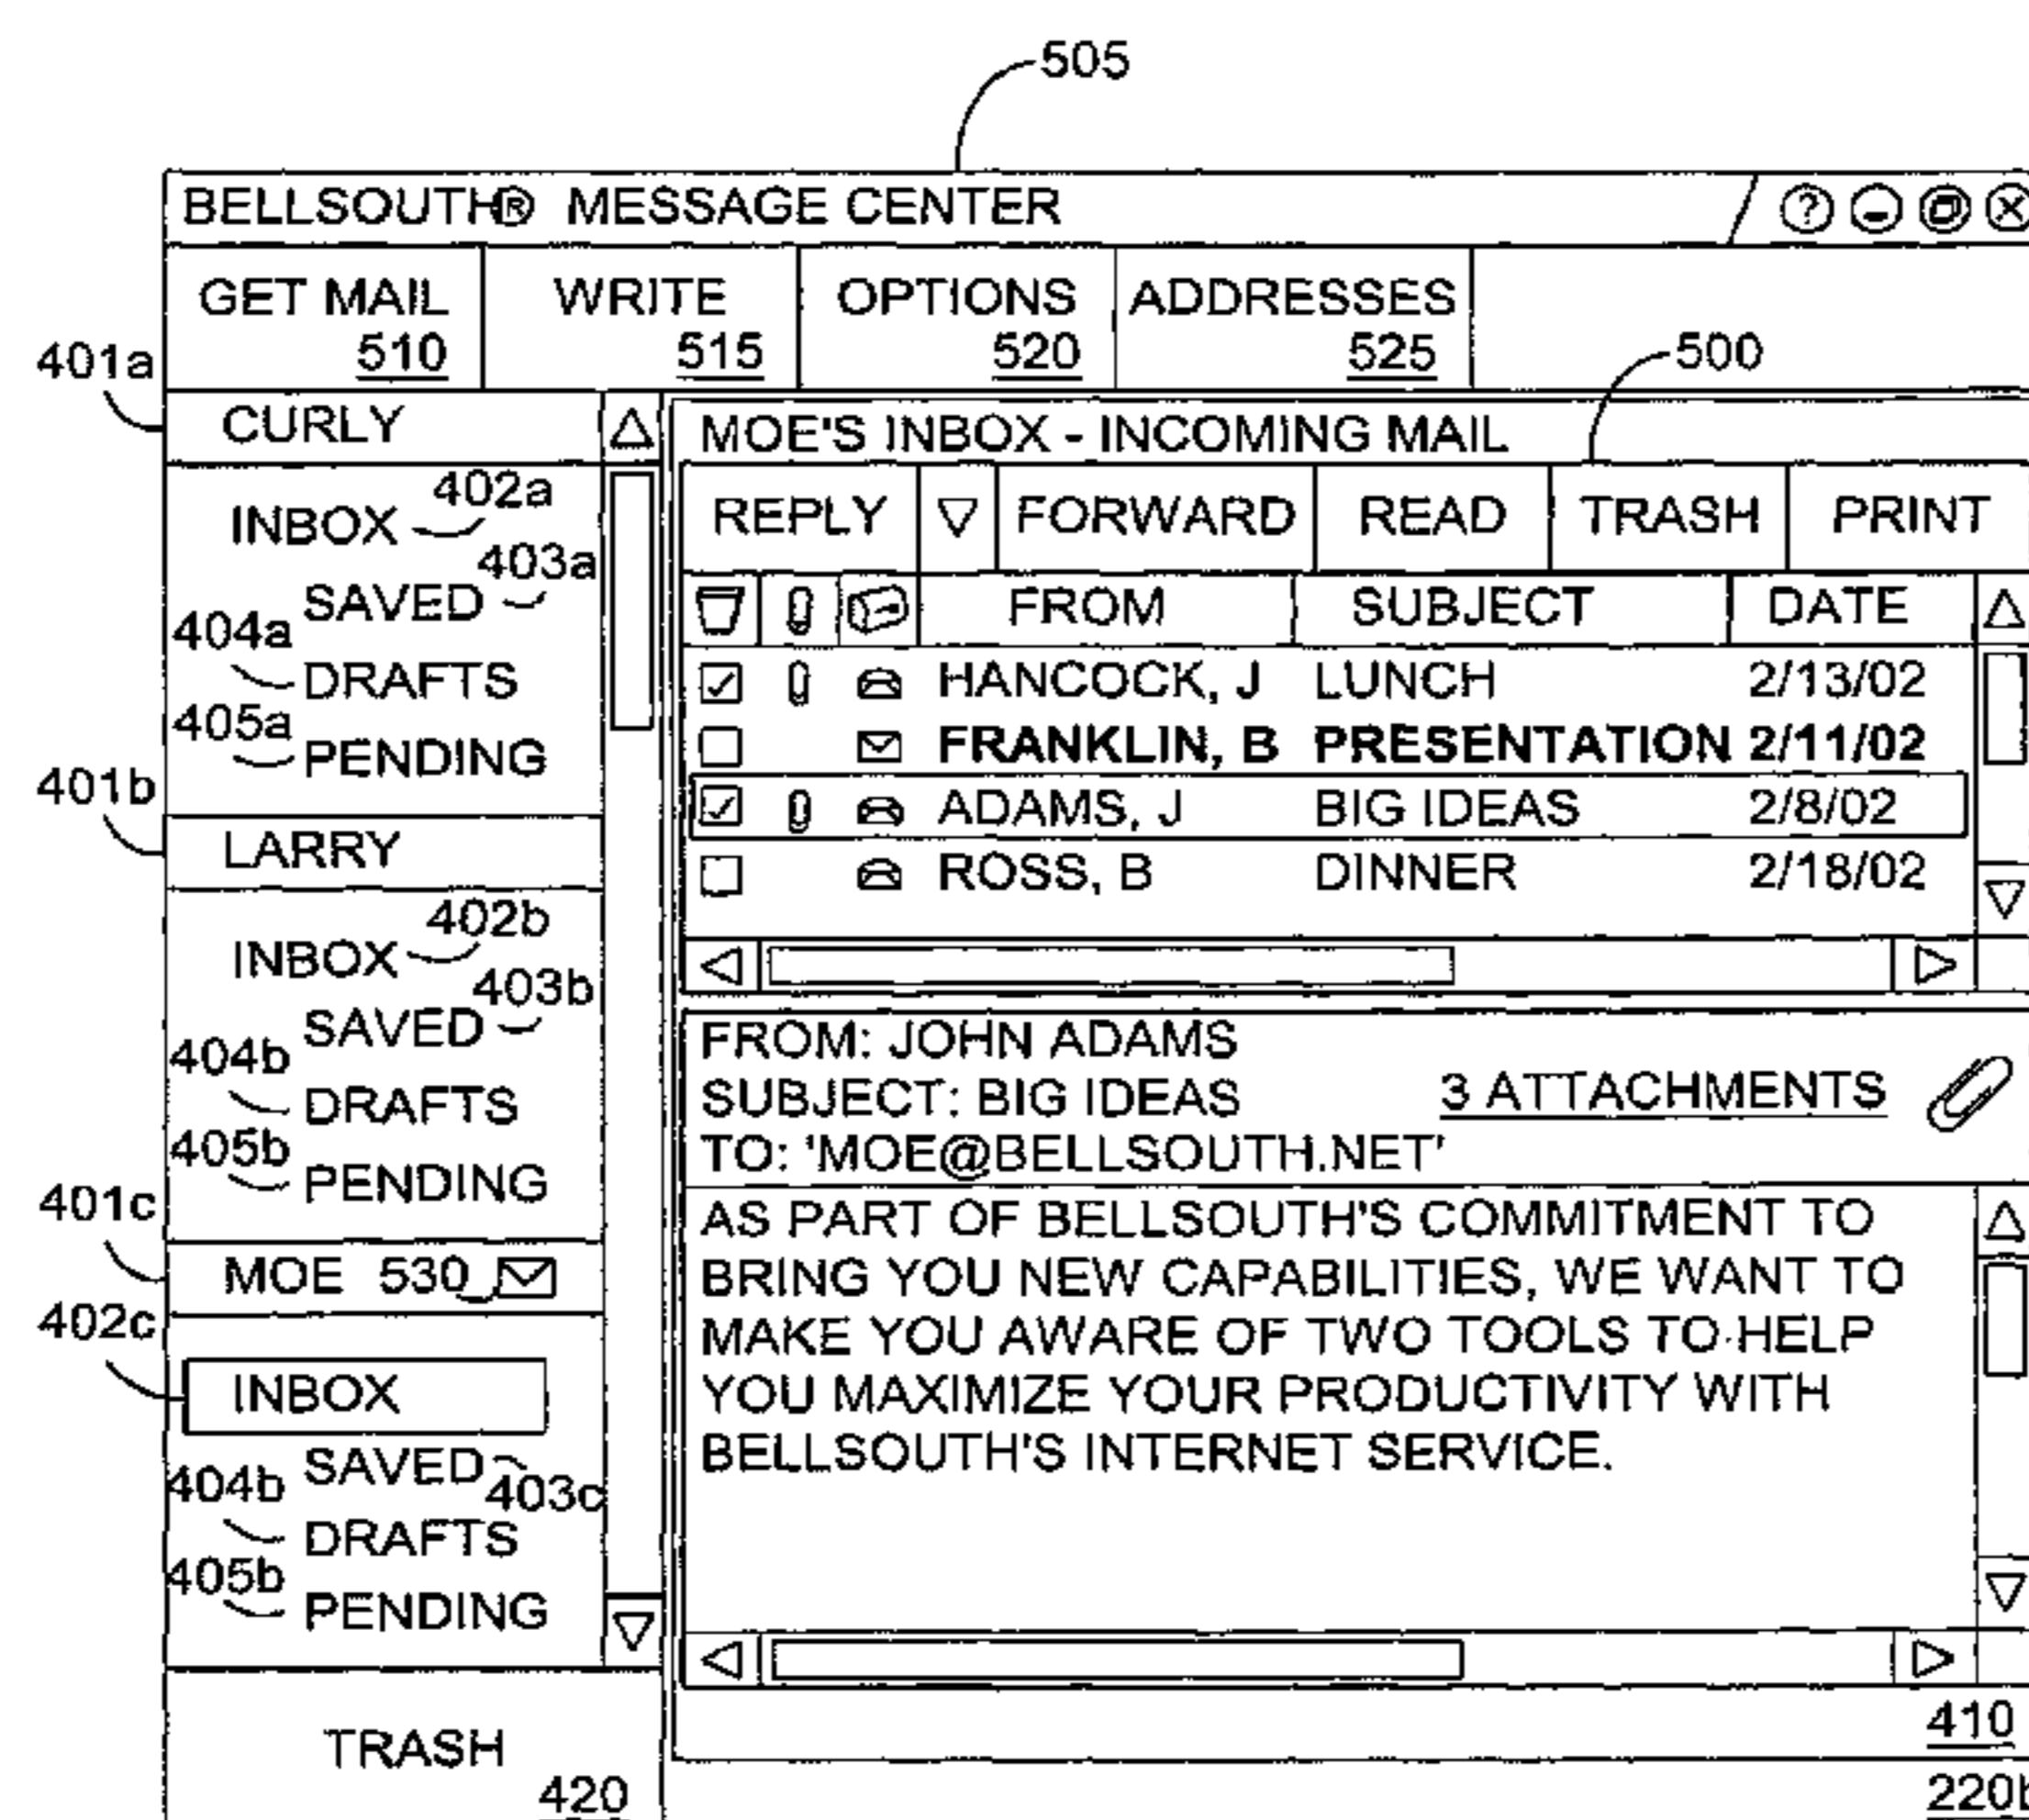 505
BELLSOUTH® MESSAGE CENTER ?
GET MAIL WRITE OPTIONS ADDRESSES
510 515 520 525
500
401a
CURLY
402a
INBOX
403a
SAVED
404a
DRAFTS
405a
PENDING
401b
LARRY
402b
INBOX
403b
SAVED
404b
DRAFTS
405b
PENDING
401c
MOE 530
402c
INBOX
SAVED
404b 403c
DRAFTS
405b
PENDING
TRASH
420
MOE'S INBOX - INCOMING MAIL
REPLY FORWARD READ TRASH PRINT
FROM SUBJECT DATE
HANCOCK, J LUNCH 2/13/02
FRANKLIN, B PRESENTATION 2/11/02
ADAMS, J BIG IDEAS 2/8/02
ROSS, B DINNER 2/18/02
FROM: JOHN ADAMS
SUBJECT: BIG IDEAS 3 ATTACHMENTS
TO: 'MOE@BELLSOUTH.NET'
AS PART OF BELLSOUTH'S COMMITMENT TO
BRING YOU NEW CAPABILITIES, WE WANT TO
MAKE YOU AWARE OF TWO TOOLS TO HELP
YOU MAXIMIZE YOUR PRODUCTIVITY WITH
BELLSOUTH'S INTERNET SERVICE.
410
220b